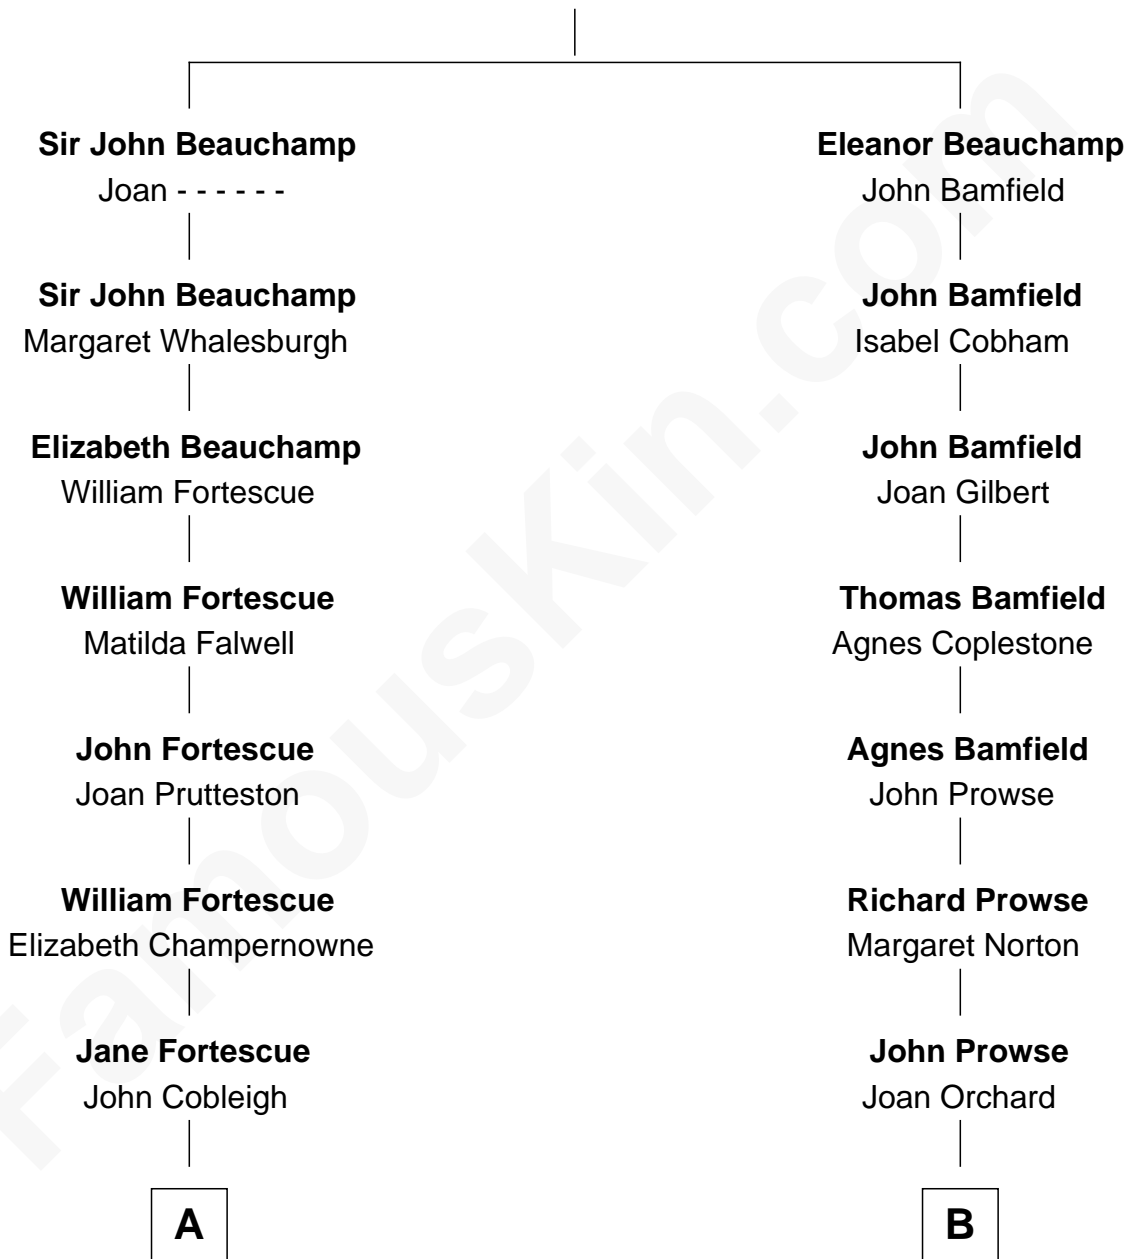 Sir John Beauchamp
Joan - - - - - -
Sir John Beauchamp
Margaret Whalesburgh
Elizabeth Beauchamp
William Fortescue
William Fortescue
Matilda Falwell
John Fortescue
Joan Prutteston
William Fortescue
Elizabeth Champernowne
Jane Fortescue
John Cobleigh
A
Eleanor Beauchamp
John Bamfield
John Bamfield
Isabel Cobham
John Bamfield
Joan Gilbert
Thomas Bamfield
Agnes Coplestone
Agnes Bamfield
John Prowse
Richard Prowse
Margaret Norton
John Prowse
Joan Orchard
B
FamousKin.com